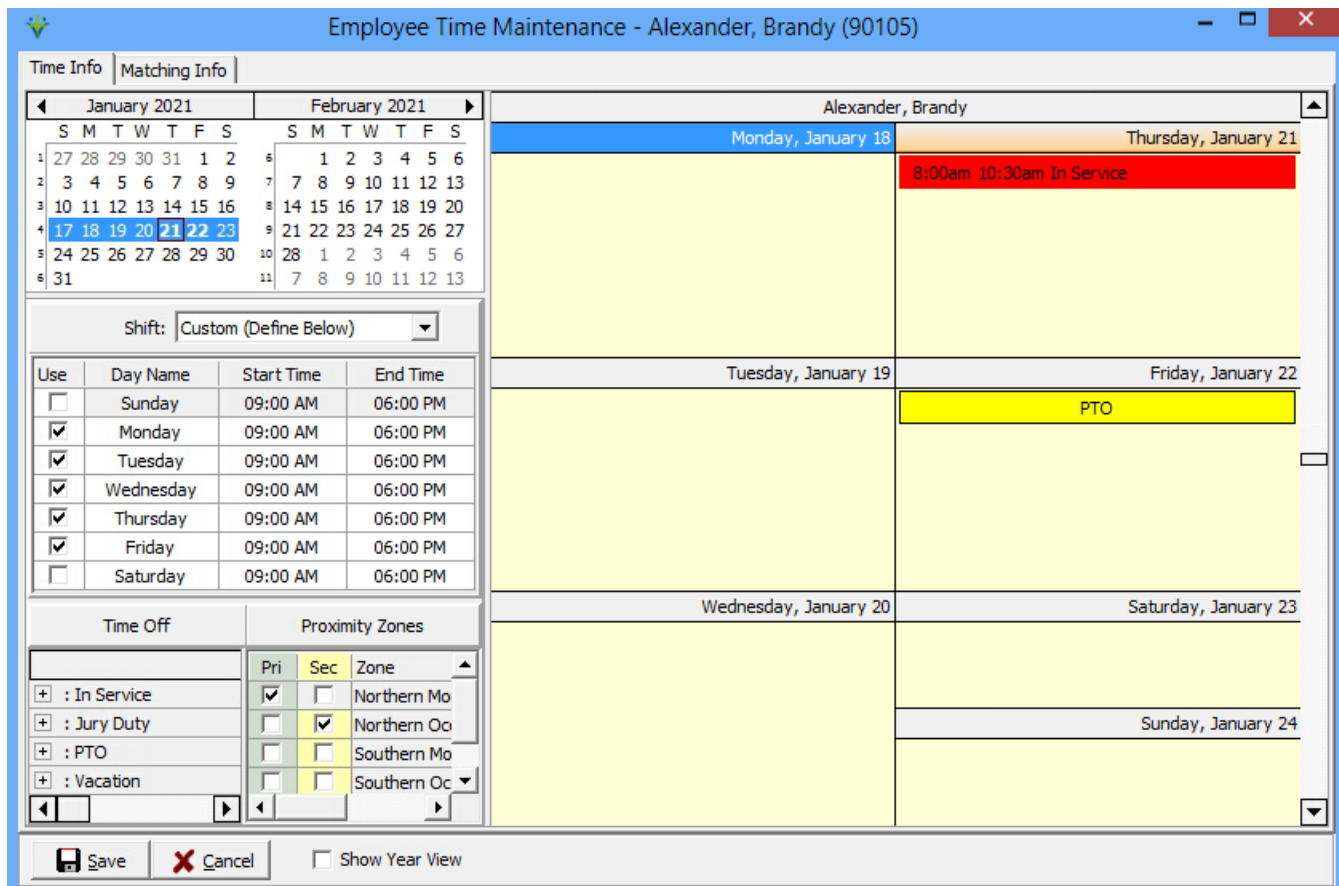 Employee Time Maintenance - Alexander, Brandy (90105)
Time Info Matching Info
January 2021 February 2021
S M T W T F S S M T W T F S
1 27 28 29 30 31 1 2 6 1 2 3 4 5 6
2 3 4 5 6 7 8 9 7 7 8 9 10 11 12 13
3 10 11 12 13 14 15 16 8 14 15 16 17 18 19 20
4 17 18 19 20 21 22 23 9 21 22 23 24 25 26 27
5 24 25 26 27 28 29 30 10 28 1 2 3 4 5 6
6 31 11 7 8 9 10 11 12 13
Shift: Custom (Define Below)
Use Day Name Start Time End Time
Sunday 09:00 AM 06:00 PM
Monday 09:00 AM 06:00 PM
Tuesday 09:00 AM 06:00 PM
Wednesday 09:00 AM 06:00 PM
Thursday 09:00 AM 06:00 PM
Friday 09:00 AM 06:00 PM
Saturday 09:00 AM 06:00 PM
Time Off Proximity Zones
Pri Sec Zone
: In Service Northern Mo
: Jury Duty Northern Oc
: PTO Southern Mo
: Vacation Southern Oc
Alexander, Brandy
Monday, January 18 Thursday, January 21
8:00am 10:30am In Service
Tuesday, January 19 Friday, January 22
PTO
Wednesday, January 20 Saturday, January 23
Sunday, January 24
Save Cancel Show Year View